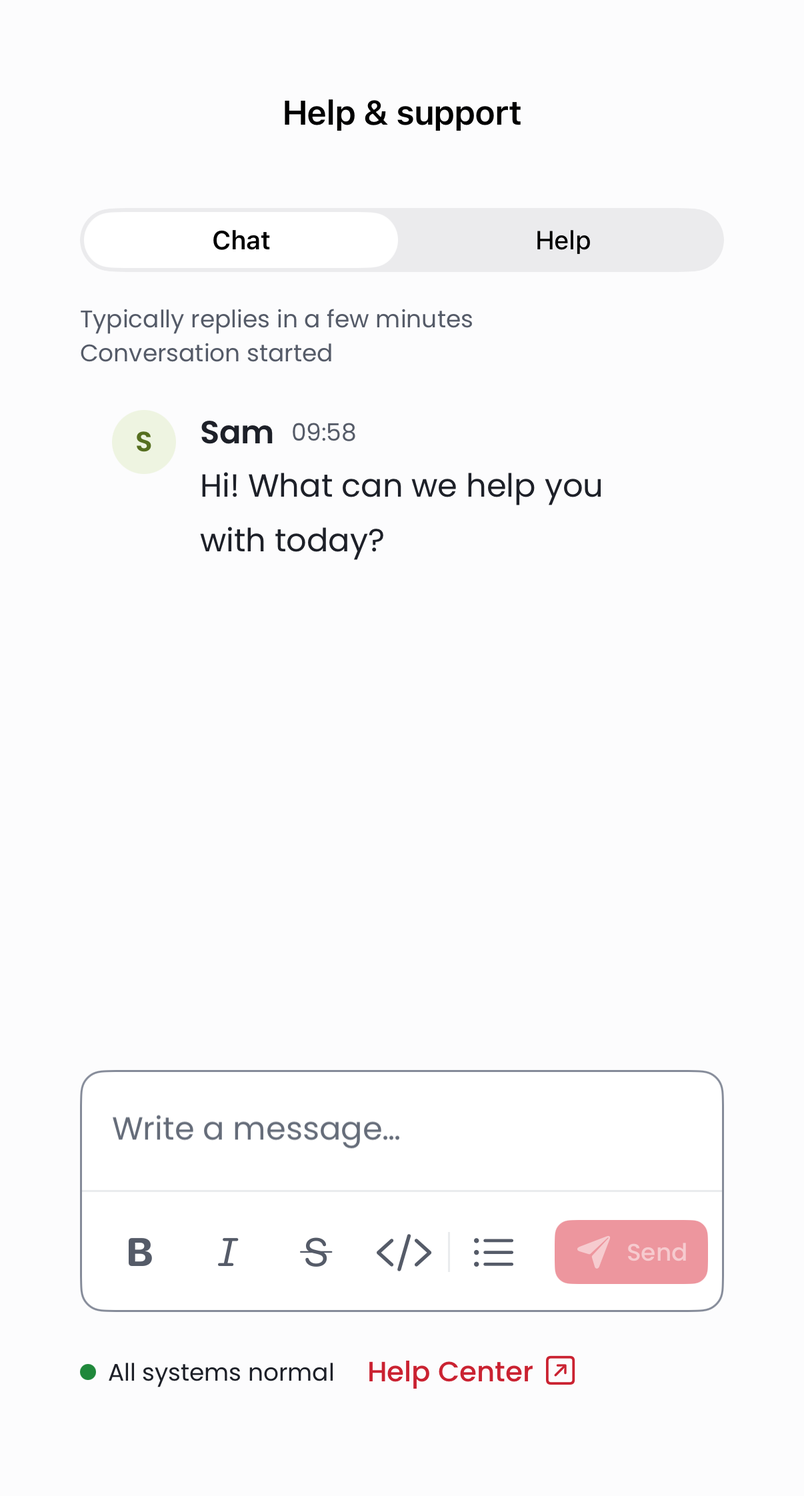 Help & support
Chat Help
Typically replies in a few minutes
Conversation started
S Sam 09:58
Hi! What can we help you
with today?
Write a message...
B I S </> Send
All systems normal Help Center